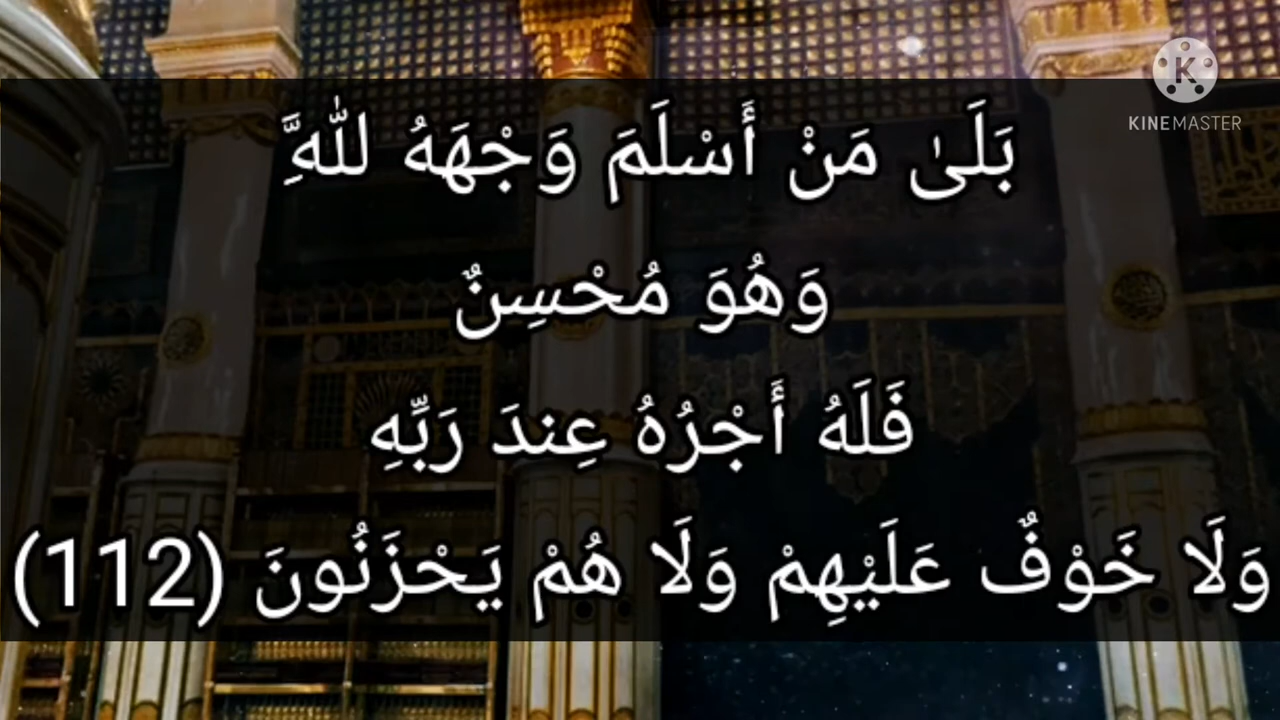 KINEMASTER
بَلَىٰ مَنْ أَسْلَمَ وَجْهَهُ لِلَّهِ
وَهُوَ مُحْسِنٌ
فَلَهُ أَجْرُهُ عِندَ رَبِّهِ
وَلَا خَوْفٌ عَلَيْهِمْ وَلَا هُمْ يَحْزَنُونَ (112)